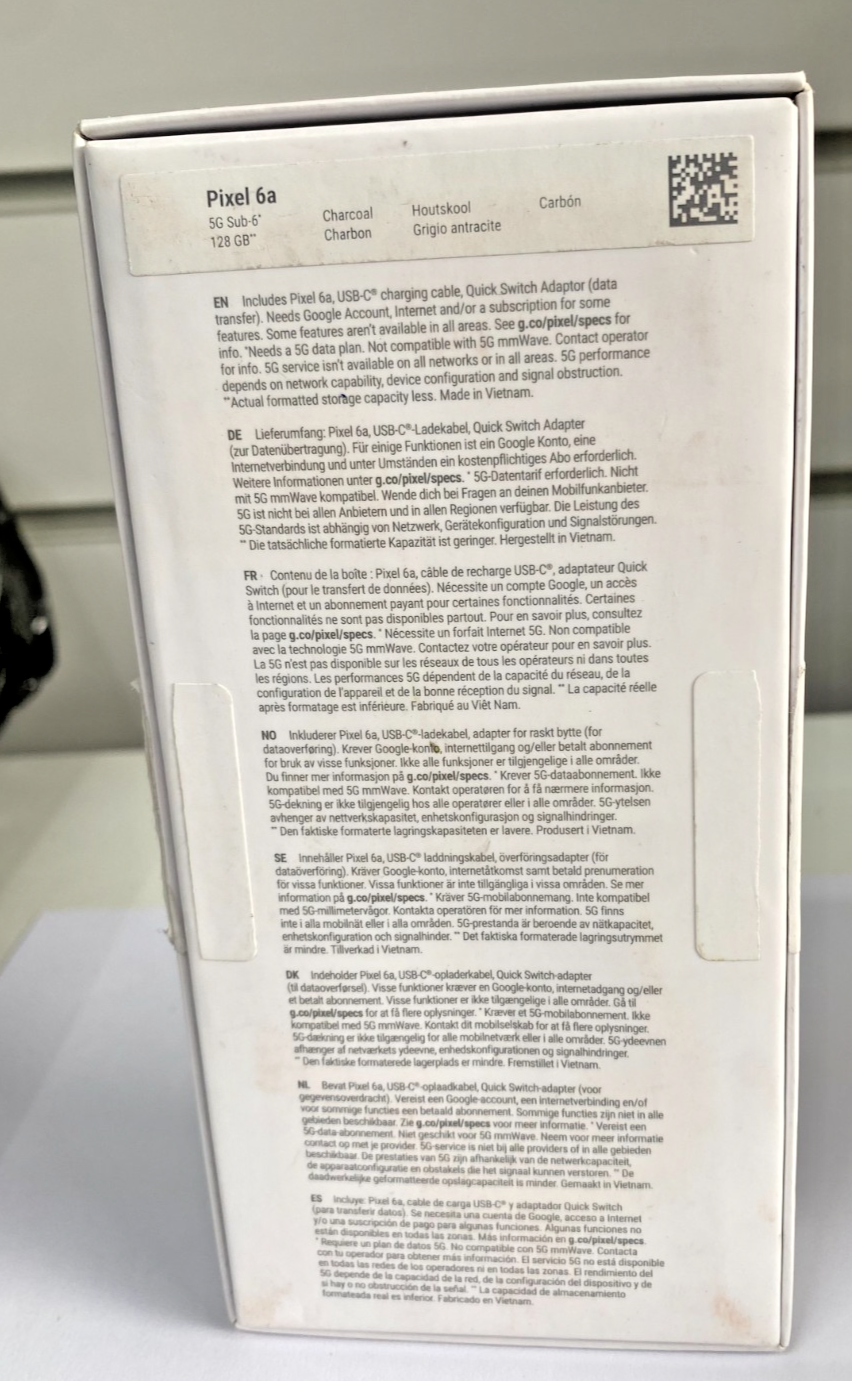 Pixel 6a
5G Sub-6*
128 GB**
Charcoal
Charbon
Houtskool
Grigio antracite
Carbón
EN Includes Pixel 6a, USB-C® charging cable, Quick Switch Adaptor (data
transfer). Needs Google Account, Internet and/or a subscription for some
features. Some features aren't available in all areas. See g.co/pixel/specs for
info. *Needs a 5G data plan. Not compatible with 5G mmWave. Contact operator
for info. 5G service isn't available on all networks or in all areas. 5G performance
depends on network capability, device configuration and signal obstruction.
**Actual formatted storage capacity less. Made in Vietnam.
DE Lieferumfang: Pixel 6a, USB-C®-Ladekabel, Quick Switch Adapter
(zur Datenübertragung). Für einige Funktionen ist ein Google Konto, eine
Internetverbindung und unter Umständen ein kostenpflichtiges Abo erforderlich.
Weitere Informationen unter g.co/pixel/specs. * 5G-Datentarif erforderlich. Nicht
mit 5G mmWave kompatibel. Wende dich bei Fragen an deinen Mobilfunkanbieter.
5G ist nicht bei allen Anbietern und in allen Regionen verfügbar. Die Leistung des
5G-Standards ist abhängig von Netzwerk, Gerätekonfiguration und Signalstörungen.
** Die tatsächliche formatierte Kapazität ist geringer. Hergestellt in Vietnam.
FR · Contenu de la boîte : Pixel 6a, câble de recharge USB-C®, adaptateur Quick
Switch (pour le transfert de données). Nécessite un compte Google, un accès
à Internet et un abonnement payant pour certaines fonctionnalités. Certaines
fonctionnalités ne sont pas disponibles partout. Pour en savoir plus, consultez
la page g.co/pixel/specs. * Nécessite un forfait Internet 5G. Non compatible
avec la technologie 5G mmWave. Contactez votre opérateur pour en savoir plus.
La 5G n'est pas disponible sur les réseaux de tous les opérateurs ni dans toutes
les régions. Les performances 5G dépendent de la capacité du réseau, de la
configuration de l'appareil et de la bonne réception du signal. ** La capacité réelle
après formatage est inférieure. Fabriqué au Viêt Nam.
NO Inkluderer Pixel 6a, USB-C®-ladekabel, adapter for raskt bytte (for
dataoverføring). Krever Google-konto, internettilgang og/eller betalt abonnement
for bruk av visse funksjoner. Ikke alle funksjoner er tilgjengelige i alle områder.
Du finner mer informasjon på g.co/pixel/specs. * Krever 5G-dataabonnement. Ikke
kompatibel med 5G mmWave. Kontakt operatøren for å få nærmere informasjon.
5G-dekning er ikke tilgjengelig hos alle operatører eller i alle områder. 5G-ytelsen
avhenger av nettverkskapasitet, enhetskonfigurasjon og signalhindringer.
** Den faktiske formaterte lagringskapasiteten er lavere. Produsert i Vietnam.
SE Innehåller Pixel 6a, USB-C® laddningskabel, överföringsadapter (för
dataöverföring). Kräver Google-konto, internetåtkomst samt betald prenumeration
för vissa funktioner. Vissa funktioner är inte tillgängliga i vissa områden. Se mer
information på g.co/pixel/specs. * Kräver 5G-mobilabonnemang. Inte kompatibel
med 5G-millimetervågor. Kontakta operatören för mer information. 5G finns
inte i alla mobilnät eller i alla områden. 5G-prestanda är beroende av nätkapacitet,
enhetskonfiguration och signalhinder. ** Det faktiska formaterade lagringsutrymmet
är mindre. Tillverkad i Vietnam.
DK Indeholder Pixel 6a, USB-C®-opladerkabel, Quick Switch-adapter
(til dataoverførsel). Visse funktioner kræver en Google-konto, internetadgang og/eller
et betalt abonnement. Visse funktioner er ikke tilgængelige i alle områder. Gå til
g.co/pixel/specs for at få flere oplysninger. * Kræver et 5G-mobilabonnement. Ikke
kompatibel med 5G mmWave. Kontakt dit mobilselskab for at få flere oplysninger.
5G-dækning er ikke tilgængelig for alle mobilnetværk eller i alle områder. 5G-ydeevnen
afhænger af netværkets ydeevne, enhedskonfigurationen og signalhindringer.
** Den faktiske formaterede lagerplads er mindre. Fremstillet i Vietnam.
NL Bevat Pixel 6a, USB-C®-oplaadkabel, Quick Switch-adapter (voor
gegevensoverdracht). Vereist een Google-account, een internetverbinding en/of
voor sommige functies een betaald abonnement. Sommige functies zijn niet in alle
gebieden beschikbaar. Zie g.co/pixel/specs voor meer informatie. * Vereist een
5G-data-abonnement. Niet geschikt voor 5G mmWave. Neem voor meer informatie
contact op met je provider. 5G-service is niet bij alle providers of in alle gebieden
beschikbaar. De prestaties van 5G zijn afhankelijk van de netwerkcapaciteit,
de apparaatconfiguratie en obstakels die het signaal kunnen verstoren. ** De
daadwerkelijke geformatteerde opslagcapaciteit is minder. Gemaakt in Vietnam.
ES Incluye: Pixel 6a, cable de carga USB-C® y adaptador Quick Switch
(para transferir datos). Se necesita una cuenta de Google, acceso a Internet
y/o una suscripción de pago para algunas funciones. Algunas funciones no
están disponibles en todas las zonas. Más información en g.co/pixel/specs.
* Requiere un plan de datos 5G. No compatible con 5G mmWave. Contacta
con tu operador para obtener más información. El servicio 5G no está disponible
en todas las redes de los operadores ni en todas las zonas. El rendimiento del
5G depende de la capacidad de la red, de la configuración del dispositivo y de
si hay o no obstrucción de la señal. ** La capacidad de almacenamiento
formateada real es inferior. Fabricado en Vietnam.